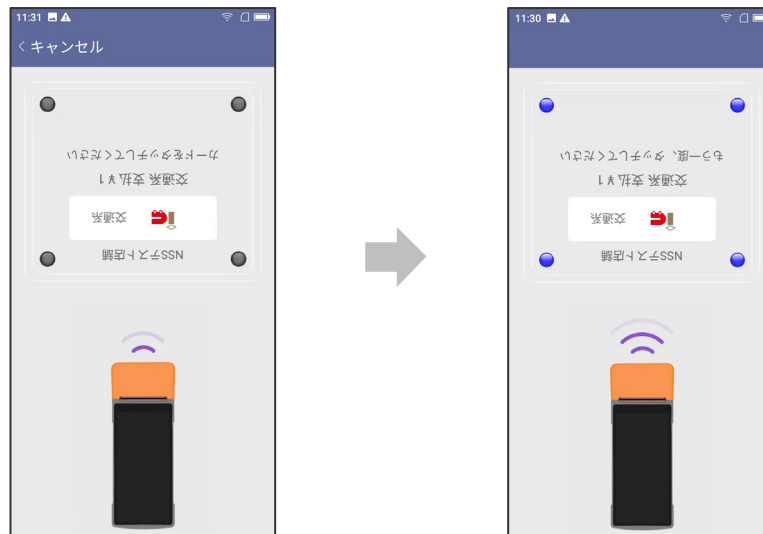 11:31
キャンセル
カードをタッチしてください
交通系 支払 ¥1
交通系
NSSテスト店舗
11:30
もう一度、タッチしてください
交通系 支払 ¥1
交通系
NSSテスト店舗